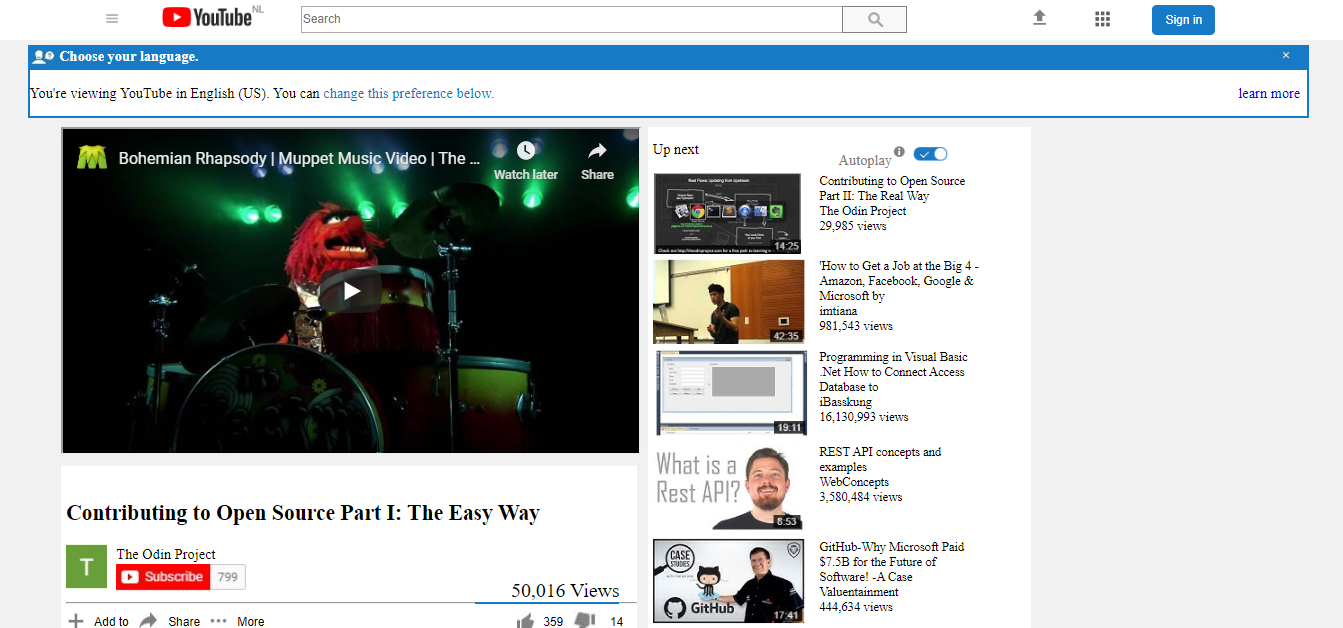 YouTube NL
Search
Sign in
Choose your language.
×
You're viewing YouTube in English (US). You can change this preference below.
learn more
Bohemian Rhapsody | Muppet Music Video | The ...
Watch later
Share
Contributing to Open Source Part I: The Easy Way
T
The Odin Project
Subscribe
799
50,016 Views
Add to
Share
More
359
14
Up next
Autoplay
14:25
Contributing to Open Source
Part II: The Real Way
The Odin Project
29,985 views
42:35
'How to Get a Job at the Big 4 -
Amazon, Facebook, Google &
Microsoft by
imtiana
981,543 views
19:11
Programming in Visual Basic
.Net How to Connect Access
Database to
iBasskung
16,130,993 views
What is a
Rest API?
8:53
REST API concepts and
examples
WebConcepts
3,580,484 views
CASE
STUDIES
GitHub
17:41
GitHub-Why Microsoft Paid
$7.5B for the Future of
Software! -A Case
Valuentainment
444,634 views